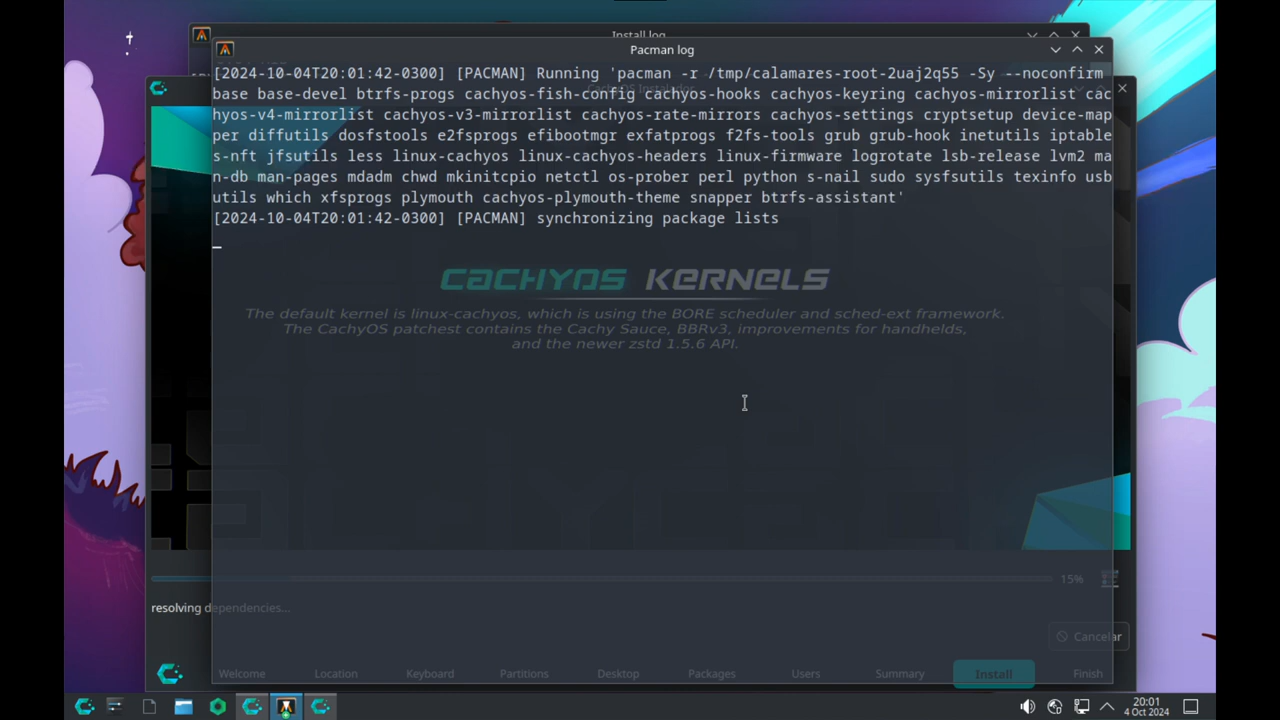 Install log
Pacman log
[2024-10-04T20:01:42-0300] [PACMAN] Running 'pacman -r /tmp/calamares-root-2uaj2q55 -Sy --noconfirm
base base-devel btrfs-progs cachyos-fish-config cachyos-hooks cachyos-keyring cachyos-mirrorlist cac
hyos-v4-mirrorlist cachyos-v3-mirrorlist cachyos-rate-mirrors cachyos-settings cryptsetup device-map
per diffutils dosfstools e2fsprogs efibootmgr exfatprogs f2fs-tools grub grub-hook inetutils iptable
s-nft jfsutils less linux-cachyos linux-cachyos-headers linux-firmware logrotate lsb-release lvm2 ma
n-db man-pages mdadm chwd mkinitcpio netctl os-prober perl python s-nail sudo sysfsutils texinfo usb
utils which xfsprogs plymouth cachyos-plymouth-theme snapper btrfs-assistant'
[2024-10-04T20:01:42-0300] [PACMAN] synchronizing package lists
CACHYOS KERNELS
The default kernel is linux-cachyos, which is using the BORE scheduler and sched-ext framework.
The CachyOS patchest contains the Cachy Sauce, BBRv3, improvements for handhelds,
and the newer zstd 1.5.6 API.
15%
resolving dependencies...
Cancelar
Welcome Location Keyboard Partitions Desktop Packages Users Summary Install Finish
20:01
4 Oct 2024